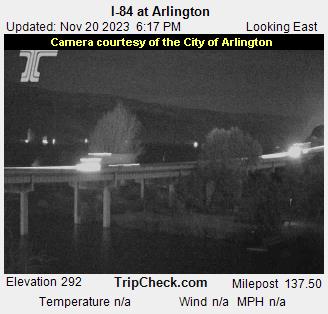 I-84 at Arlington
Updated: Nov 20 2023 6:17 PM Looking East
Camera courtesy of the City of Arlington
Elevation 292 TripCheck.com Milepost 137.50
Temperature n/a Wind n/a MPH n/a